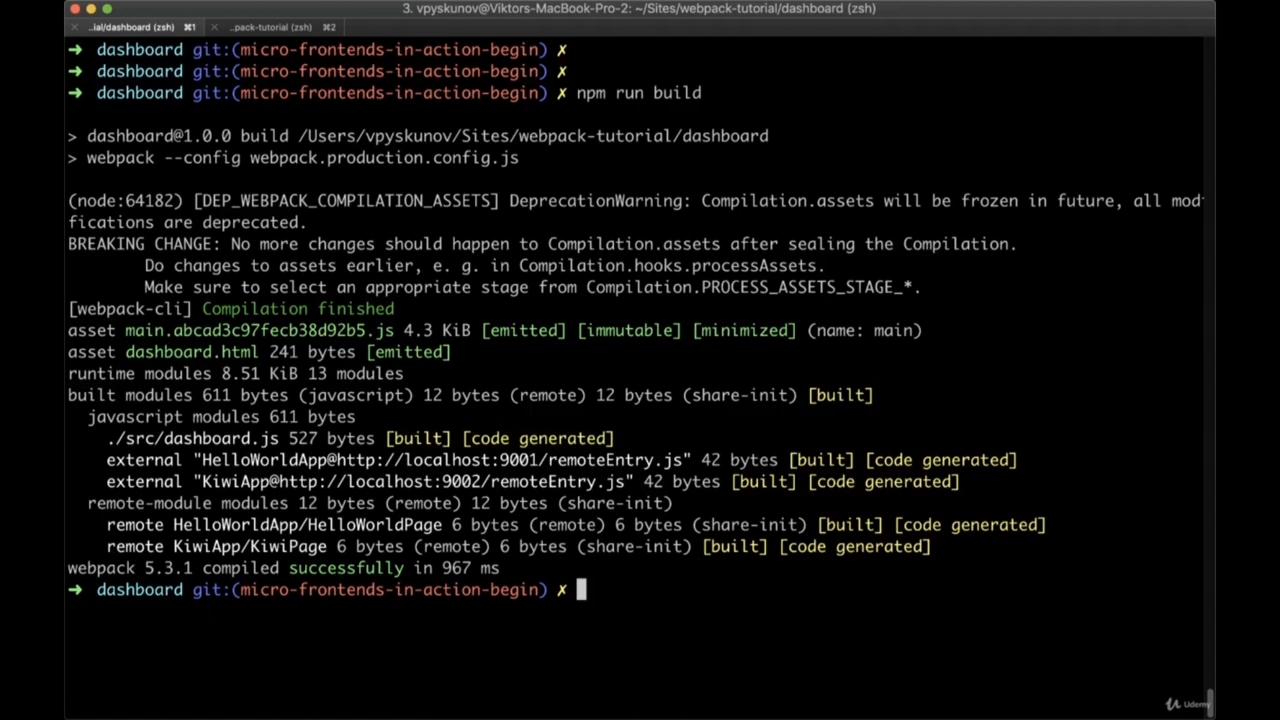 3. vpyskunov@Viktors-MacBook-Pro-2: ~/Sites/webpack-tutorial/dashboard (zsh)
..ial/dashboard (zsh) ⌘1 ..pack-tutorial (zsh) ⌘2
➜ dashboard git:(micro-frontends-in-action-begin) ✗
➜ dashboard git:(micro-frontends-in-action-begin) ✗
➜ dashboard git:(micro-frontends-in-action-begin) ✗ npm run build
> dashboard@1.0.0 build /Users/vpyskunov/Sites/webpack-tutorial/dashboard
> webpack --config webpack.production.config.js
(node:64182) [DEP_WEBPACK_COMPILATION_ASSETS] DeprecationWarning: Compilation.assets will be frozen in future, all modi
fications are deprecated.
BREAKING CHANGE: No more changes should happen to Compilation.assets after sealing the Compilation.
Do changes to assets earlier, e. g. in Compilation.hooks.processAssets.
Make sure to select an appropriate stage from Compilation.PROCESS_ASSETS_STAGE_*.
[webpack-cli] Compilation finished
asset main.abcad3c97fecb38d92b5.js 4.3 KiB [emitted] [immutable] [minimized] (name: main)
asset dashboard.html 241 bytes [emitted]
runtime modules 8.51 KiB 13 modules
built modules 611 bytes (javascript) 12 bytes (remote) 12 bytes (share-init) [built]
javascript modules 611 bytes
./src/dashboard.js 527 bytes [built] [code generated]
external "HelloWorldApp@http://localhost:9001/remoteEntry.js" 42 bytes [built] [code generated]
external "KiwiApp@http://localhost:9002/remoteEntry.js" 42 bytes [built] [code generated]
remote-module modules 12 bytes (remote) 12 bytes (share-init)
remote HelloWorldApp/HelloWorldPage 6 bytes (remote) 6 bytes (share-init) [built] [code generated]
remote KiwiApp/KiwiPage 6 bytes (remote) 6 bytes (share-init) [built] [code generated]
webpack 5.3.1 compiled successfully in 967 ms
➜ dashboard git:(micro-frontends-in-action-begin) ✗
Udemy